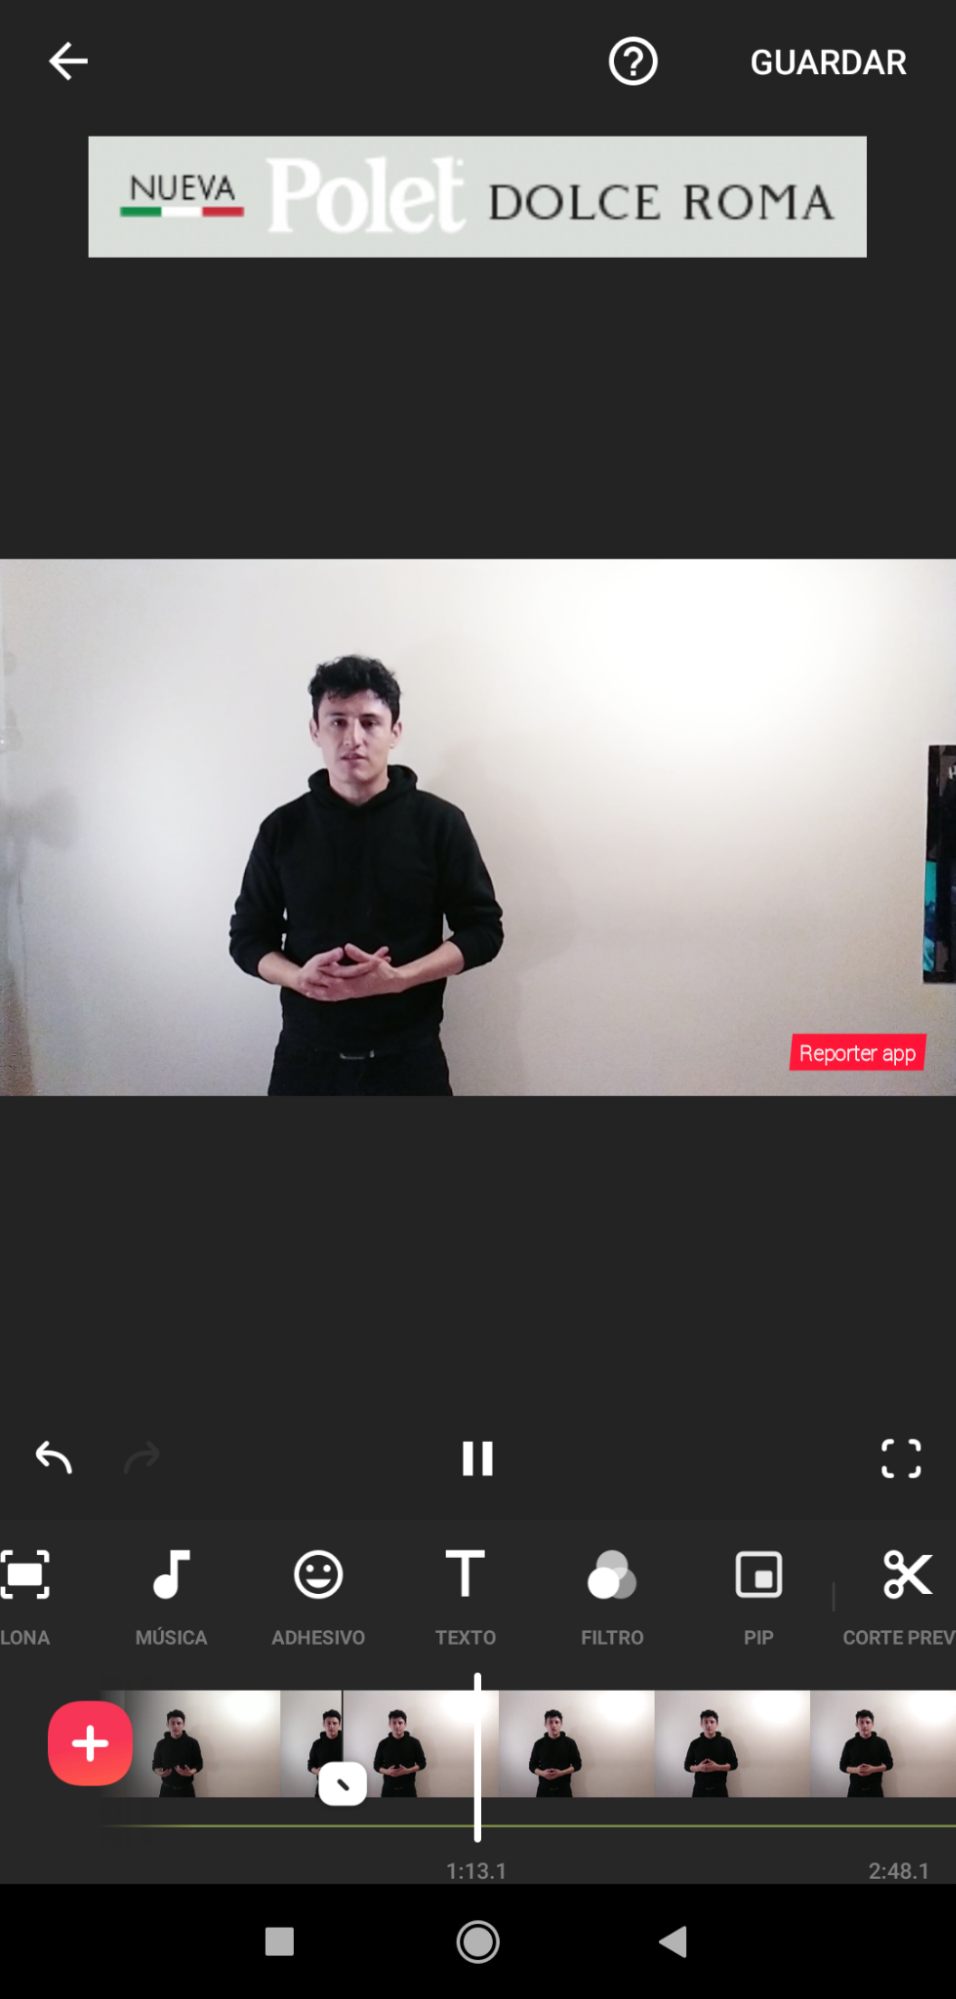 GUARDAR
NUEVA Polet DOLCE ROMA
Reporter app
LONA MÚSICA ADHESIVO TEXTO FILTRO PIP CORTE PREV
1:13.1 2:48.1